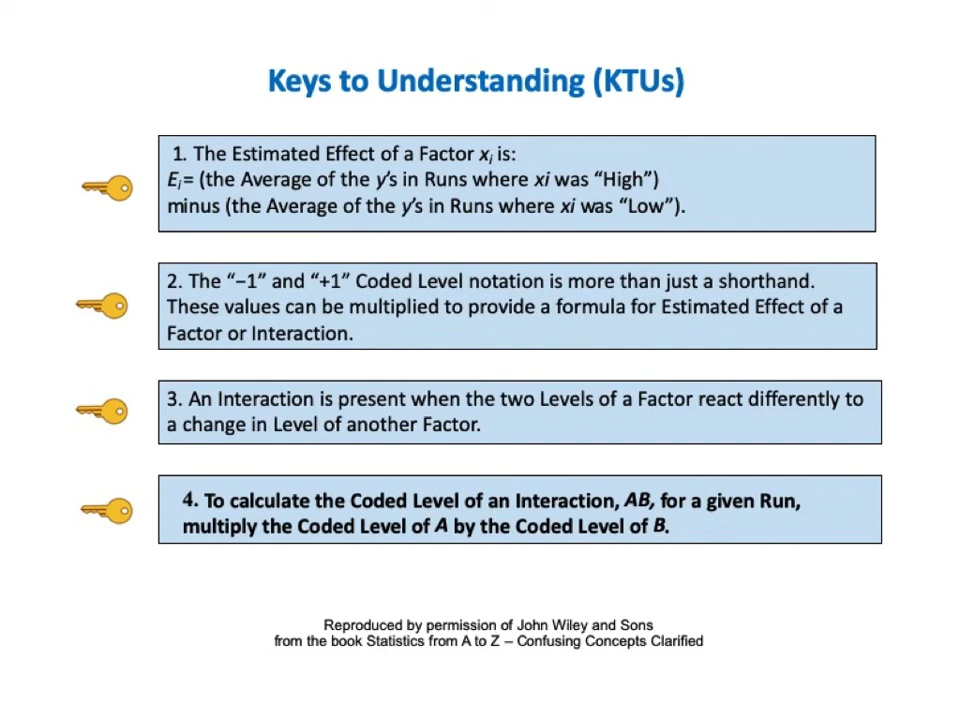 Keys to Understanding (KTUs)
1. The Estimated Effect of a Factor xi is:
Ei= (the Average of the y's in Runs where xi was “High”)
minus (the Average of the y's in Runs where xi was “Low”).
2. The “−1” and “+1” Coded Level notation is more than just a shorthand.
These values can be multiplied to provide a formula for Estimated Effect of a
Factor or Interaction.
3. An Interaction is present when the two Levels of a Factor react differently to
a change in Level of another Factor.
4. To calculate the Coded Level of an Interaction, AB, for a given Run,
multiply the Coded Level of A by the Coded Level of B.
Reproduced by permission of John Wiley and Sons
from the book Statistics from A to Z – Confusing Concepts Clarified